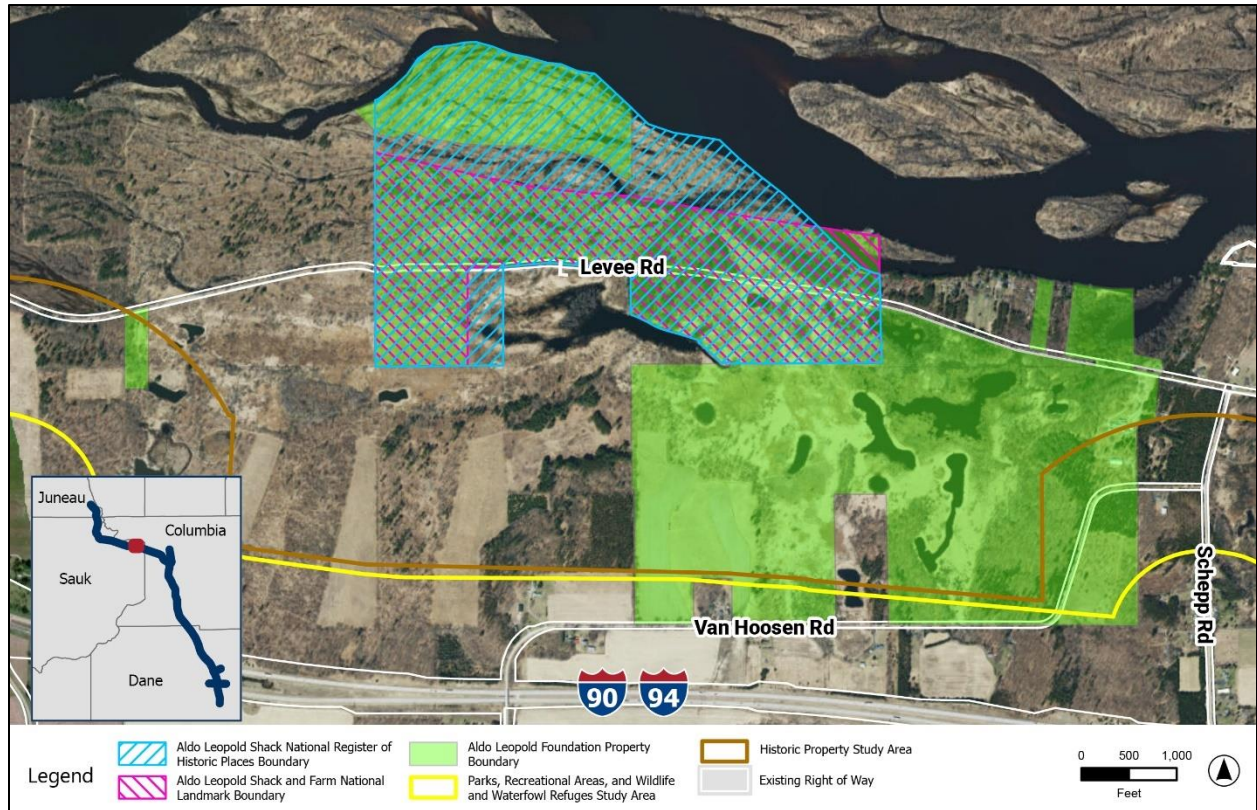 Levee Rd
Van Hoosen Rd
Schepp Rd
90
94
Juneau
Columbia
Sauk
Dane
Legend
Aldo Leopold Shack National Register of
Historic Places Boundary
Aldo Leopold Shack and Farm National
Landmark Boundary
Aldo Leopold Foundation Property
Boundary
Parks, Recreational Areas, and Wildlife
and Waterfowl Refuges Study Area
Historic Property Study Area
Existing Right of Way
0 500 1,000
Feet